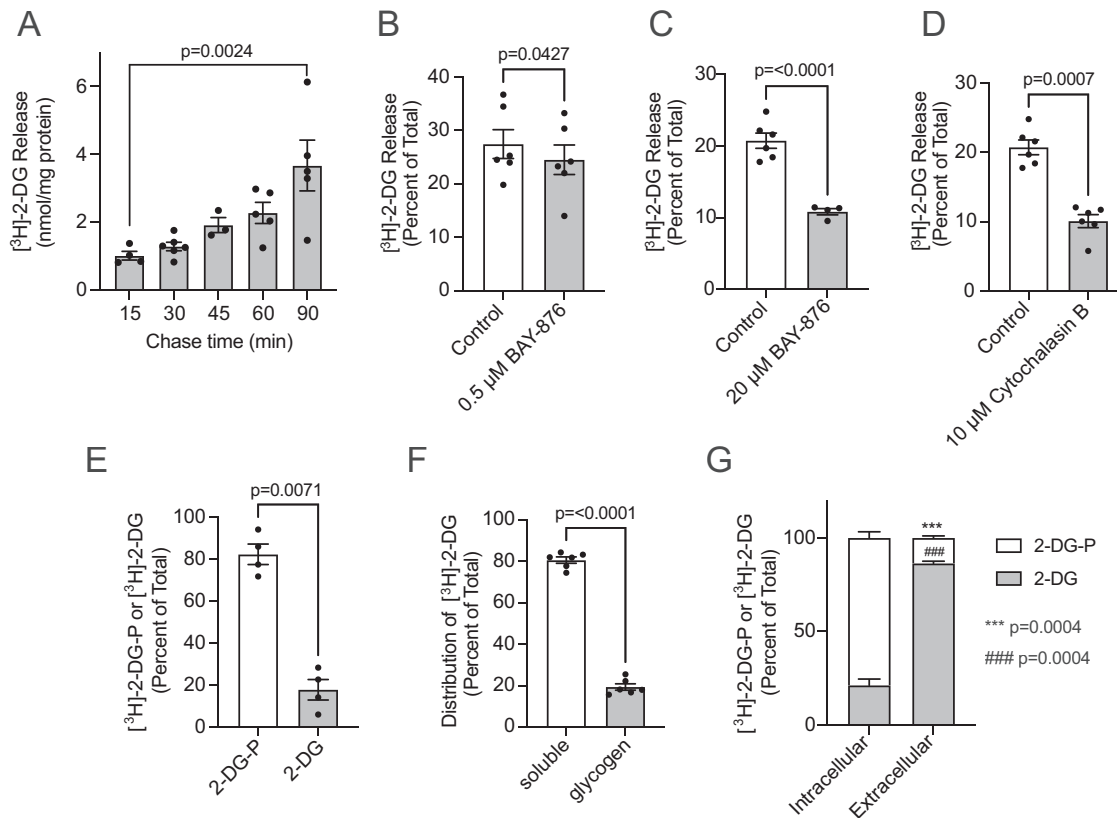 A
p=0.0024
[³H]-2-DG Release
(nmol/mg protein)
6
4
2
0
15 30 45 60 90
Chase time (min)
B
p=0.0427
[³H]-2-DG Release
(Percent of Total)
40
30
20
10
0
Control
0.5 µM BAY-876
C
p=<0.0001
[³H]-2-DG Release
(Percent of Total)
30
20
10
0
Control
20 µM BAY-876
D
p=0.0007
[³H]-2-DG Release
(Percent of Total)
30
20
10
0
Control
10 µM Cytochalasin B
E
p=0.0071
[³H]-2-DG-P or [³H]-2-DG
(Percent of Total)
100
80
60
40
20
0
2-DG-P
2-DG
F
p=<0.0001
Distribution of [³H]-2-DG
(Percent of Total)
100
80
60
40
20
0
soluble
glycogen
G
[³H]-2-DG-P or [³H]-2-DG
(Percent of Total)
100
50
0
***
###
Intracellular
Extracellular
2-DG-P
2-DG
*** p=0.0004
### p=0.0004